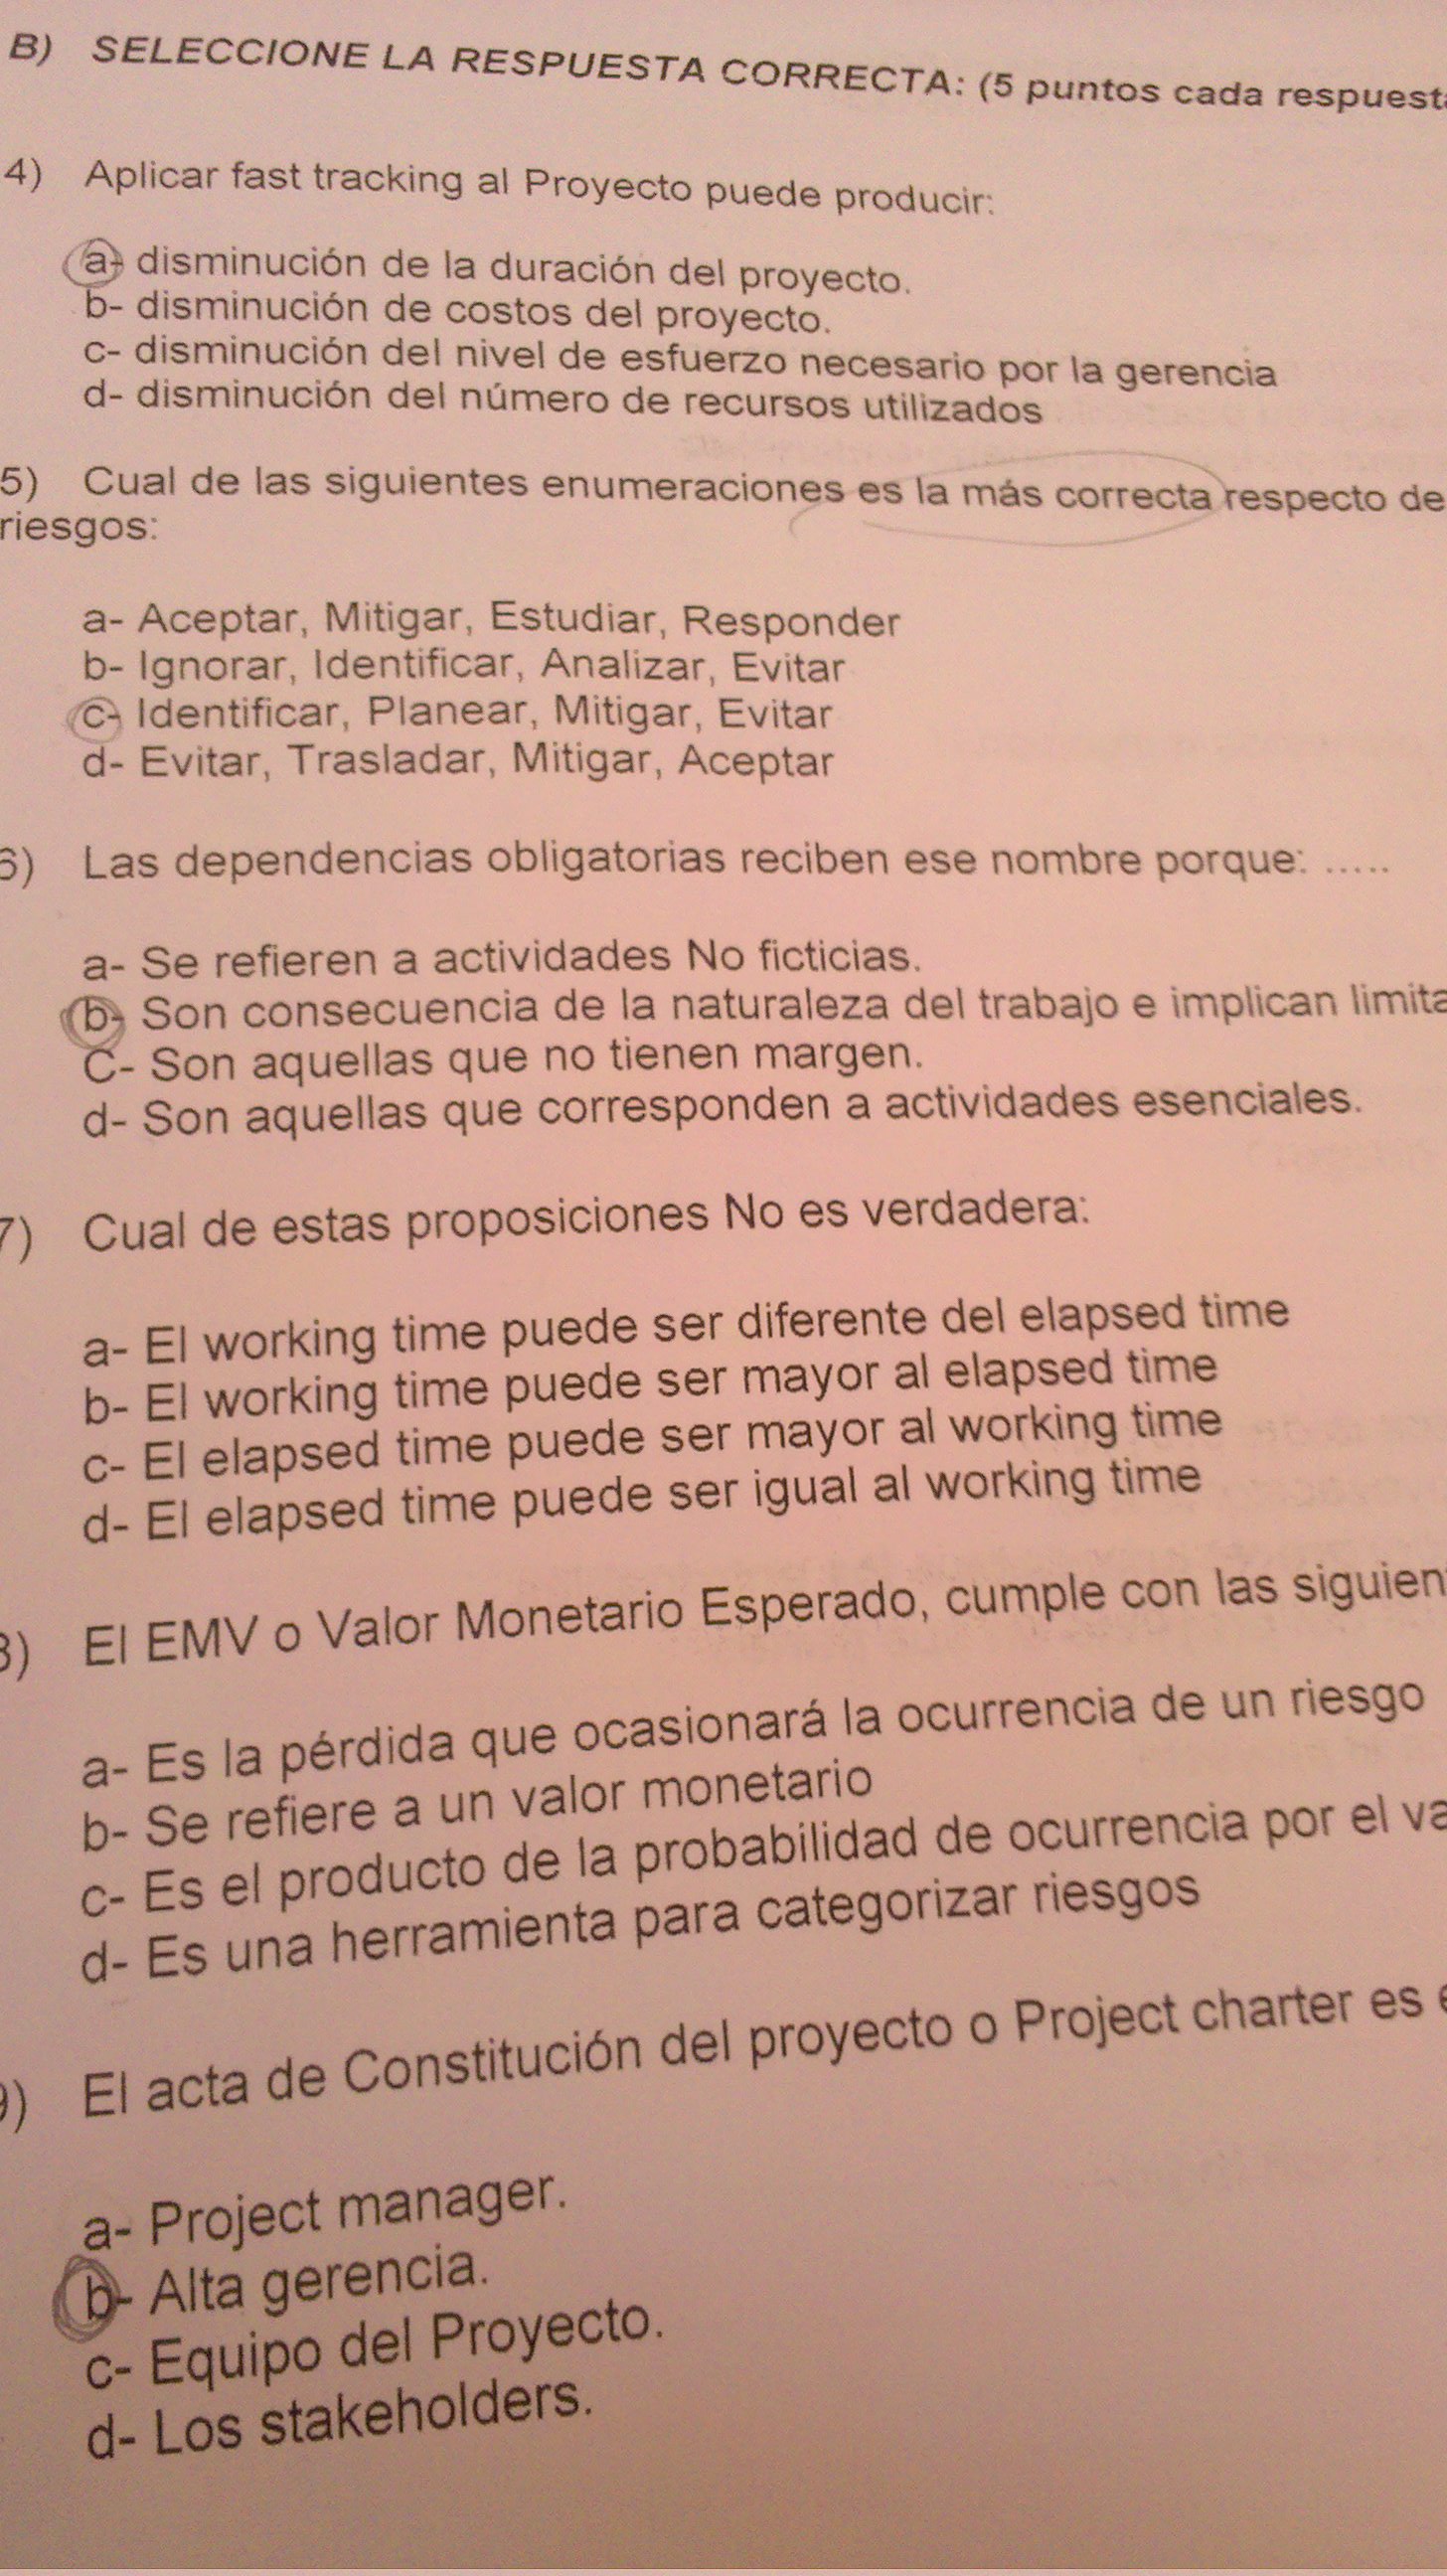 B) SELECCIONE LA RESPUESTA CORRECTA: (5 puntos cada respuest
4) Aplicar fast tracking al Proyecto puede producir:
a- disminución de la duración del proyecto.
b- disminución de costos del proyecto.
c- disminución del nivel de esfuerzo necesario por la gerencia
d- disminución del número de recursos utilizados
5) Cual de las siguientes enumeraciones es la más correcta respecto de
riesgos:
a- Aceptar, Mitigar, Estudiar, Responder
b- Ignorar, Identificar, Analizar, Evitar
c- Identificar, Planear, Mitigar, Evitar
d- Evitar, Trasladar, Mitigar, Aceptar
6) Las dependencias obligatorias reciben ese nombre porque: .....
a- Se refieren a actividades No ficticias.
b- Son consecuencia de la naturaleza del trabajo e implican limita
C- Son aquellas que no tienen margen.
d- Son aquellas que corresponden a actividades esenciales.
7) Cual de estas proposiciones No es verdadera:
a- El working time puede ser diferente del elapsed time
b- El working time puede ser mayor al elapsed time
c- El elapsed time puede ser mayor al working time
d- El elapsed time puede ser igual al working time
8) El EMV o Valor Monetario Esperado, cumple con las siguien
a- Es la pérdida que ocasionará la ocurrencia de un riesgo
b- Se refiere a un valor monetario
c- Es el producto de la probabilidad de ocurrencia por el va
d- Es una herramienta para categorizar riesgos
9) El acta de Constitución del proyecto o Project charter es e
a- Project manager.
b- Alta gerencia.
c- Equipo del Proyecto.
d- Los stakeholders.